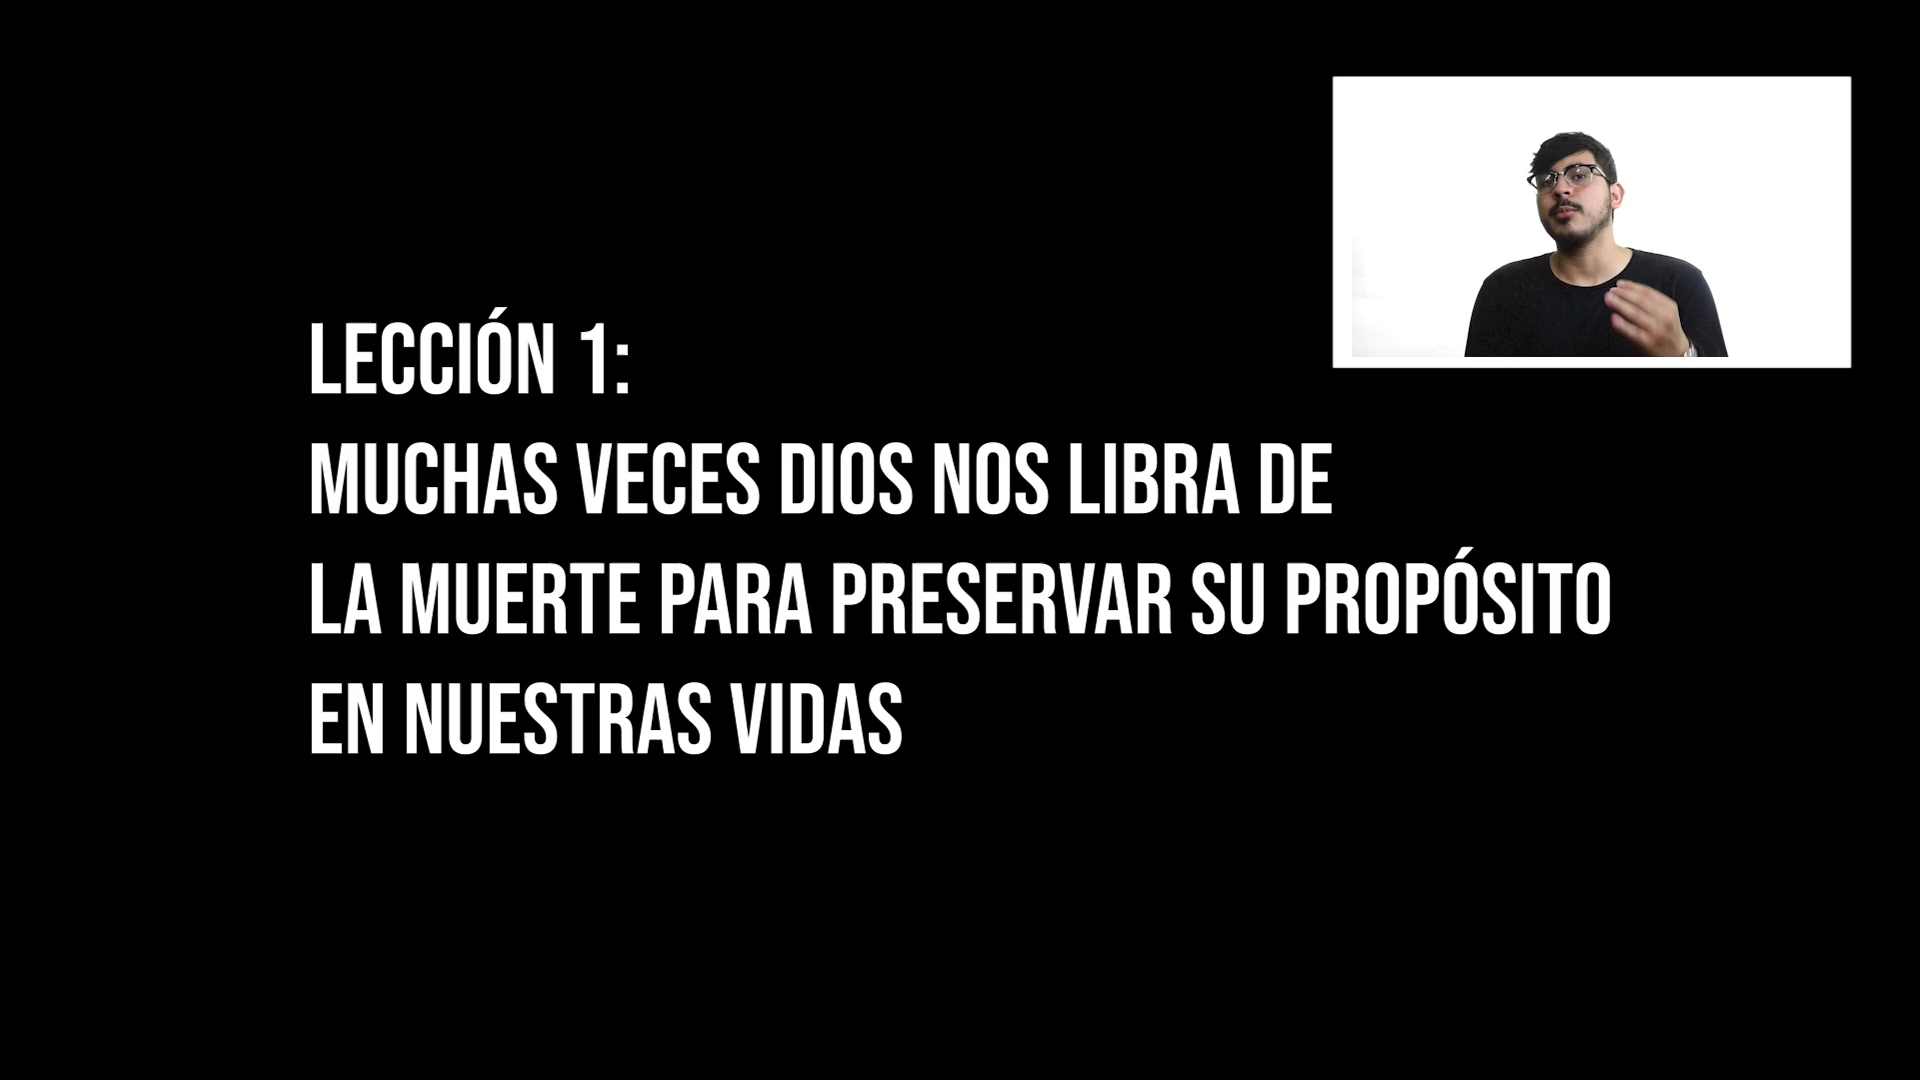 LECCIÓN 1:
MUCHAS VECES DIOS NOS LIBRA DE
LA MUERTE PARA PRESERVAR SU PROPÓSITO
EN NUESTRAS VIDAS